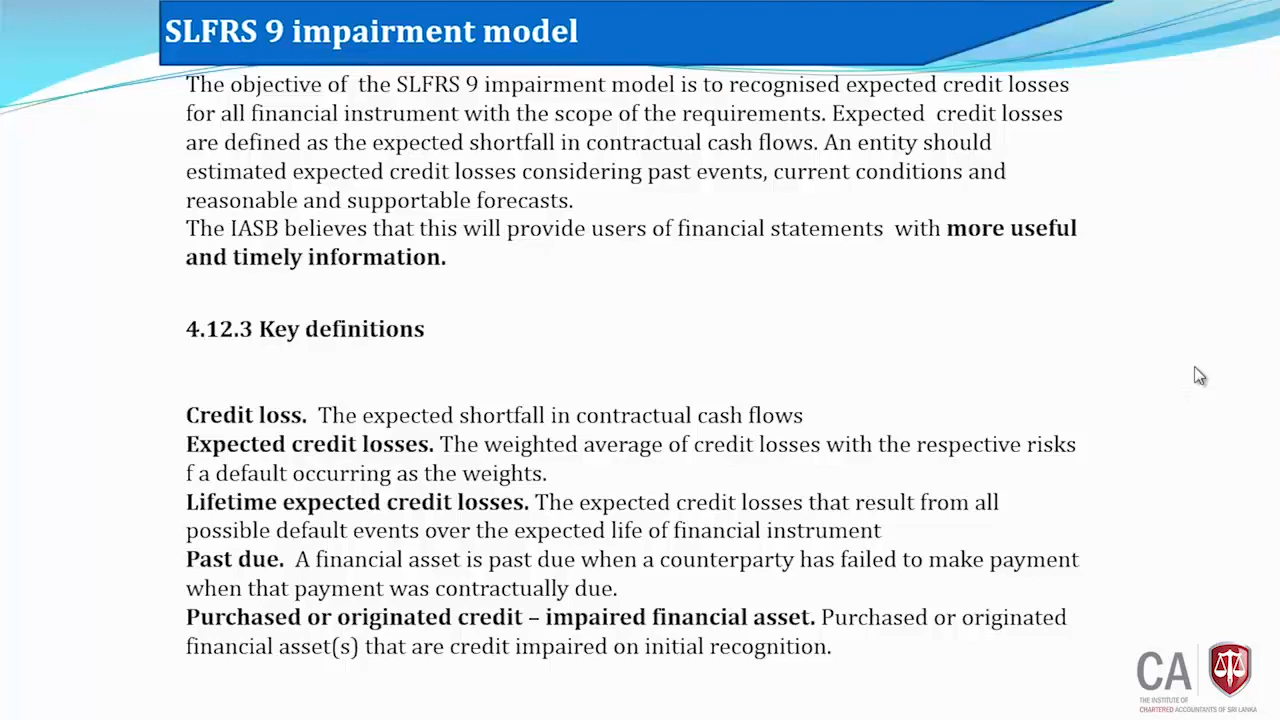 SLFRS 9 impairment model
The objective of  the SLFRS 9 impairment model is to recognised expected credit losses
for all financial instrument with the scope of the requirements. Expected  credit losses
are defined as the expected shortfall in contractual cash flows. An entity should
estimated expected credit losses considering past events, current conditions and
reasonable and supportable forecasts.
The IASB believes that this will provide users of financial statements  with more useful
and timely information.
4.12.3 Key definitions
Credit loss.  The expected shortfall in contractual cash flows
Expected credit losses. The weighted average of credit losses with the respective risks
f a default occurring as the weights.
Lifetime expected credit losses. The expected credit losses that result from all
possible default events over the expected life of financial instrument
Past due.  A financial asset is past due when a counterparty has failed to make payment
when that payment was contractually due.
Purchased or originated credit – impaired financial asset. Purchased or originated
financial asset(s) that are credit impaired on initial recognition.
CA
THE INSTITUTE OF
CHARTERED ACCOUNTANTS OF SRI LANKA